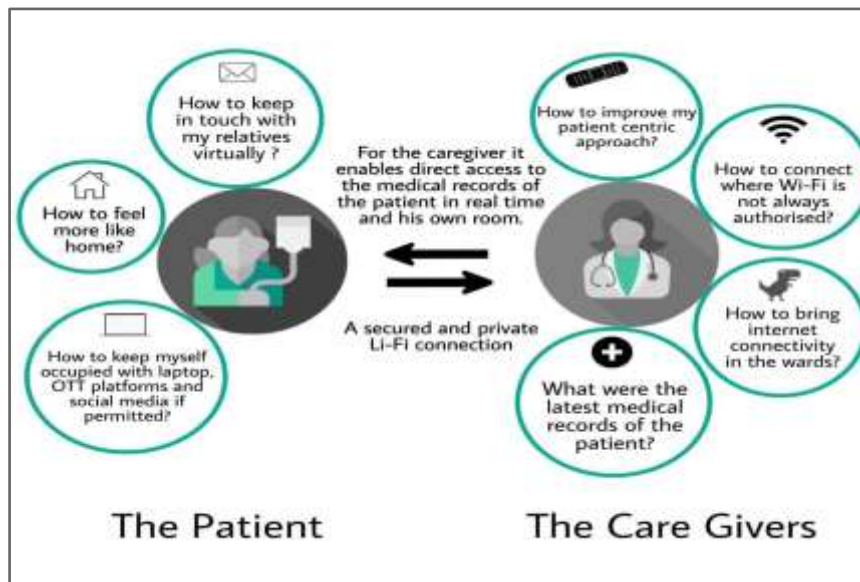 How to keep
in touch with
my relatives
virtually ?
How to feel
more like
home?
How to keep myself
occupied with laptop,
OTT platforms and
social media if
permitted?
For the caregiver it
enables direct access to
the medical records of
the patient in real time
and his own room.
A secured and private
Li-Fi connection
How to improve my
patient centric
approach?
How to connect
where Wi-Fi is
not always
authorised?
How to bring
internet
connectivity
in the wards?
What were the
latest medical
records of the
patient?
The Patient
The Care Givers